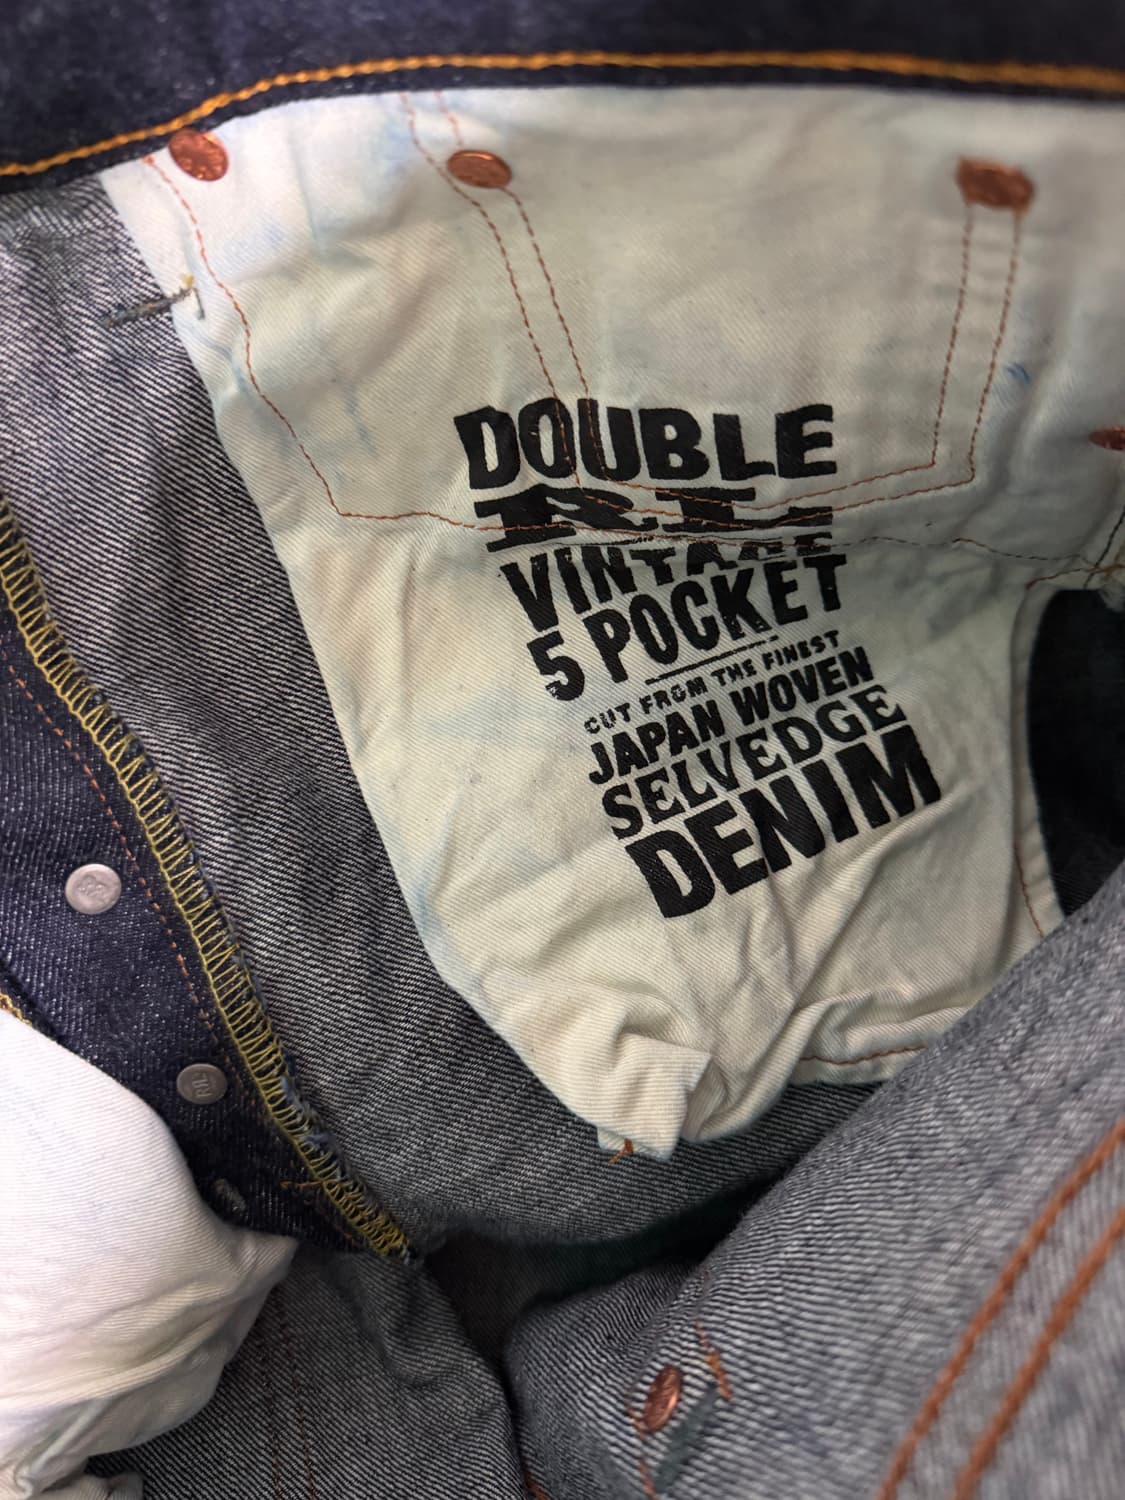 DOUBLE
RL
VINTAGE
5 POCKET
CUT FROM THE FINEST
JAPAN WOVEN
SELVEDGE
DENIM